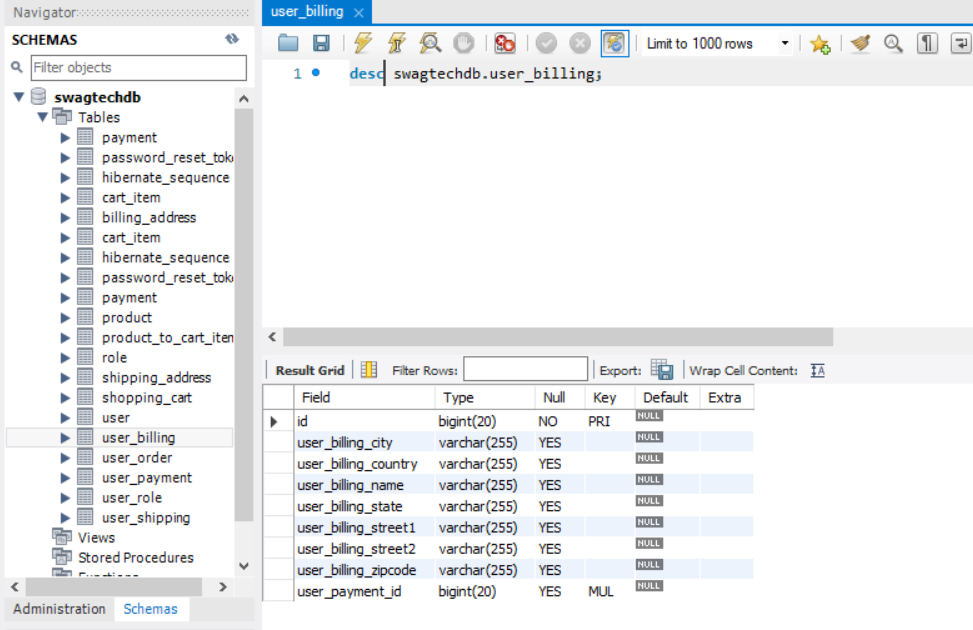 Navigator
SCHEMAS
Filter objects
swagtechdb
Tables
payment
password_reset_tok
hibernate_sequence
cart_item
billing_address
cart_item
hibernate_sequence
password_reset_tok
payment
product
product_to_cart_iten
role
shipping_address
shopping_cart
user
user_billing
user_order
user_payment
user_role
user_shipping
Views
Stored Procedures
Administration Schemas
user_billing ×
Limit to 1000 rows
1 desc swagtechdb.user_billing;
Result Grid Filter Rows: Export: Wrap Cell Content: IA
Field Type Null Key Default Extra
id bigint(20) NO PRI NULL
user_billing_city varchar(255) YES NULL
user_billing_country varchar(255) YES NULL
user_billing_name varchar(255) YES NULL
user_billing_state varchar(255) YES NULL
user_billing_street1 varchar(255) YES NULL
user_billing_street2 varchar(255) YES NULL
user_billing_zipcode varchar(255) YES NULL
user_payment_id bigint(20) YES MUL NULL